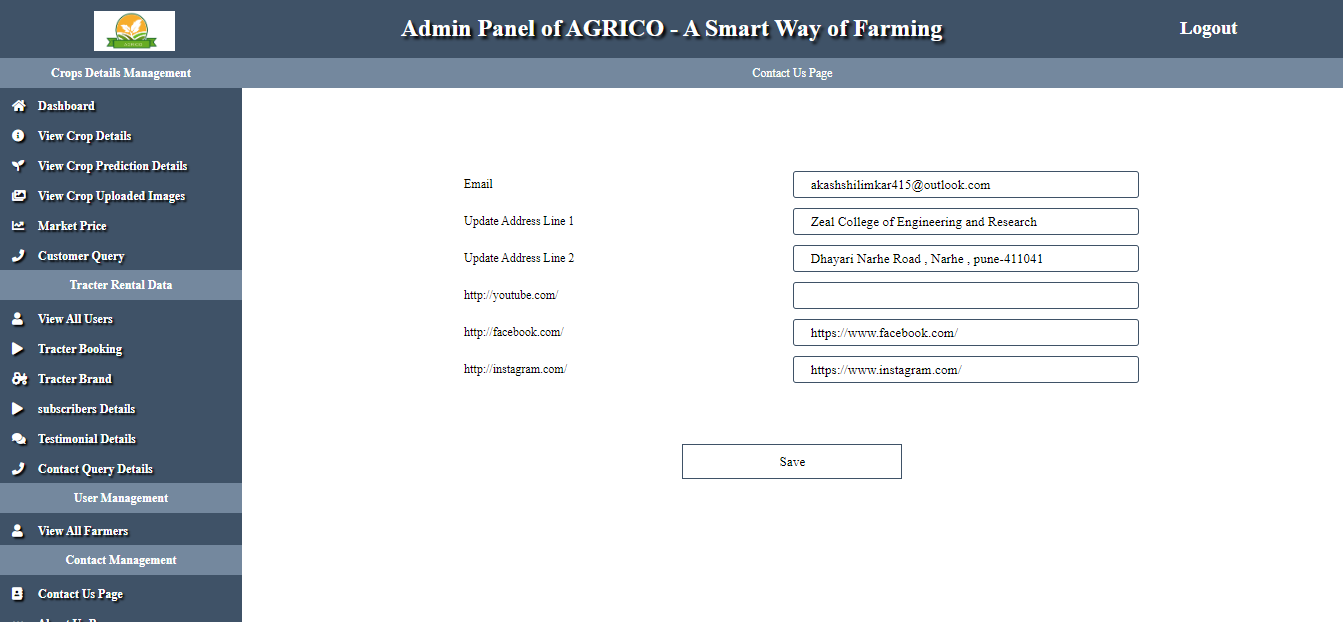 Admin Panel of AGRICO - A Smart Way of Farming
Logout
Crops Details Management
Contact Us Page
Dashboard
View Crop Details
View Crop Prediction Details
View Crop Uploaded Images
Market Price
Customer Query
Tracter Rental Data
View All Users
Tracter Booking
Tracter Brand
subscribers Details
Testimonial Details
Contact Query Details
User Management
View All Farmers
Contact Management
Contact Us Page
Email
akashshilimkar415@outlook.com
Update Address Line 1
Zeal College of Engineering and Research
Update Address Line 2
Dhayari Narhe Road , Narhe , pune-411041
http://youtube.com/
http://facebook.com/
https://www.facebook.com/
http://instagram.com/
https://www.instagram.com/
Save